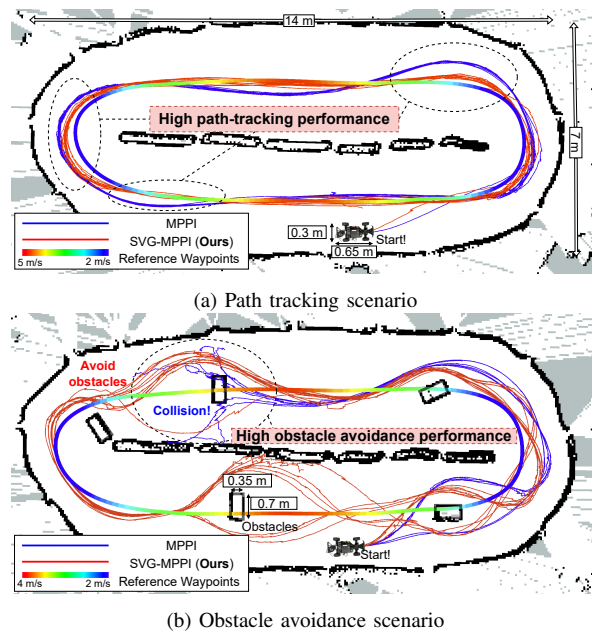 14 m
7 m
High path-tracking performance
MPPI
SVG-MPPI (Ours)
Reference Waypoints
5 m/s
2 m/s
0.3 m
0.65 m
Start!
(a) Path tracking scenario
Avoid
obstacles
Collision!
High obstacle avoidance performance
0.35 m
0.7 m
Obstacles
Start!
MPPI
SVG-MPPI (Ours)
Reference Waypoints
4 m/s
2 m/s
(b) Obstacle avoidance scenario